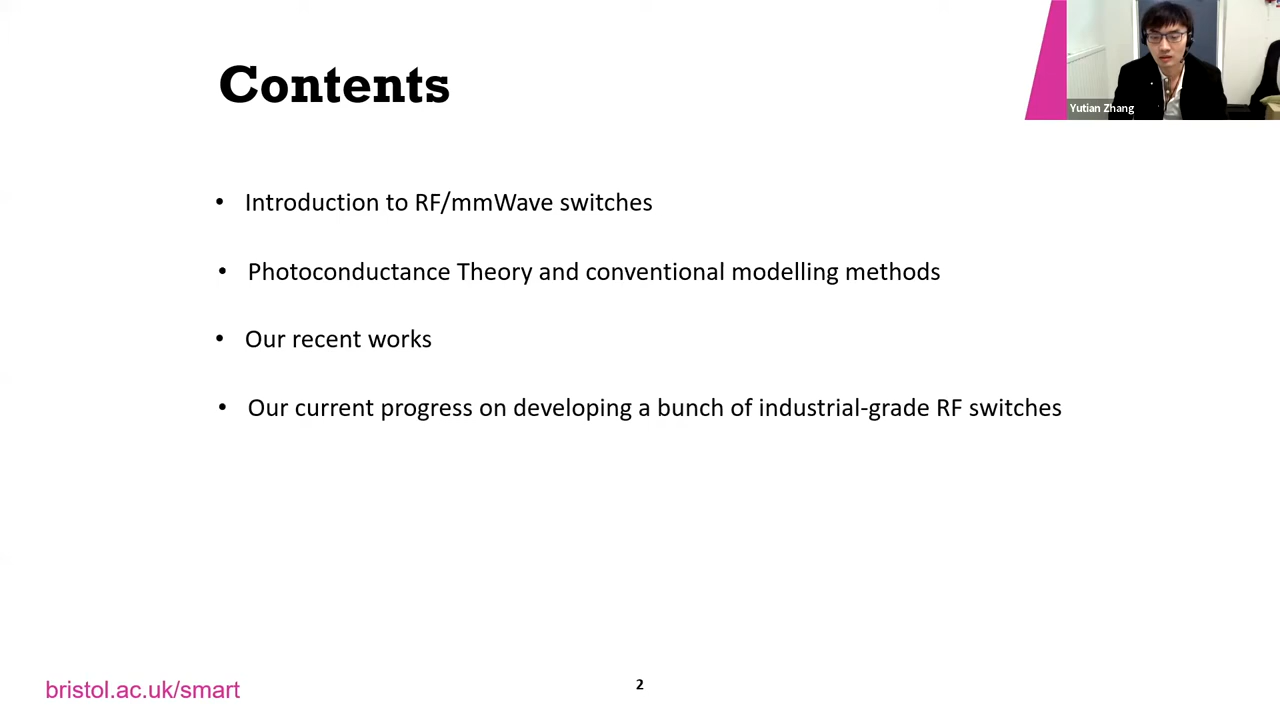 Contents
Yutian Zhang
• Introduction to RF/mmWave switches
• Photoconductance Theory and conventional modelling methods
• Our recent works
• Our current progress on developing a bunch of industrial-grade RF switches
bristol.ac.uk/smart
2